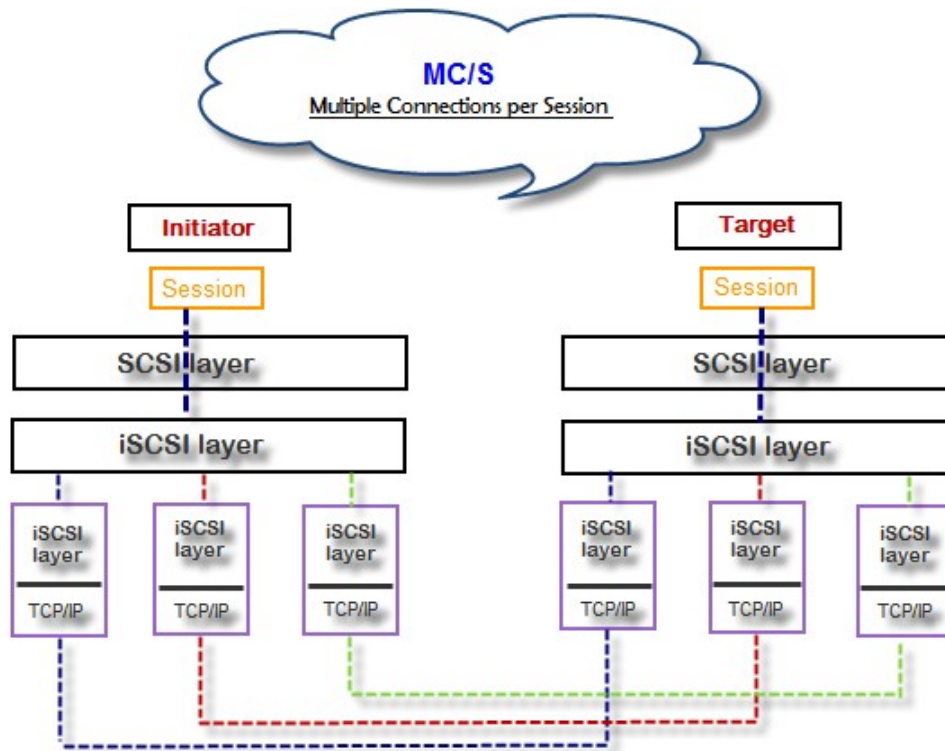 MC/S
Multiple Connections per Session
Initiator
Target
Session
Session
SCSI layer
SCSI layer
iSCSI layer
iSCSI layer
iSCSI
layer
TCP/IP
iSCSI
layer
TCP/IP
iSCSI
layer
TCP/IP
iSCSI
layer
TCP/IP
iSCSI
layer
TCP/IP
iSCSI
layer
TCP/IP